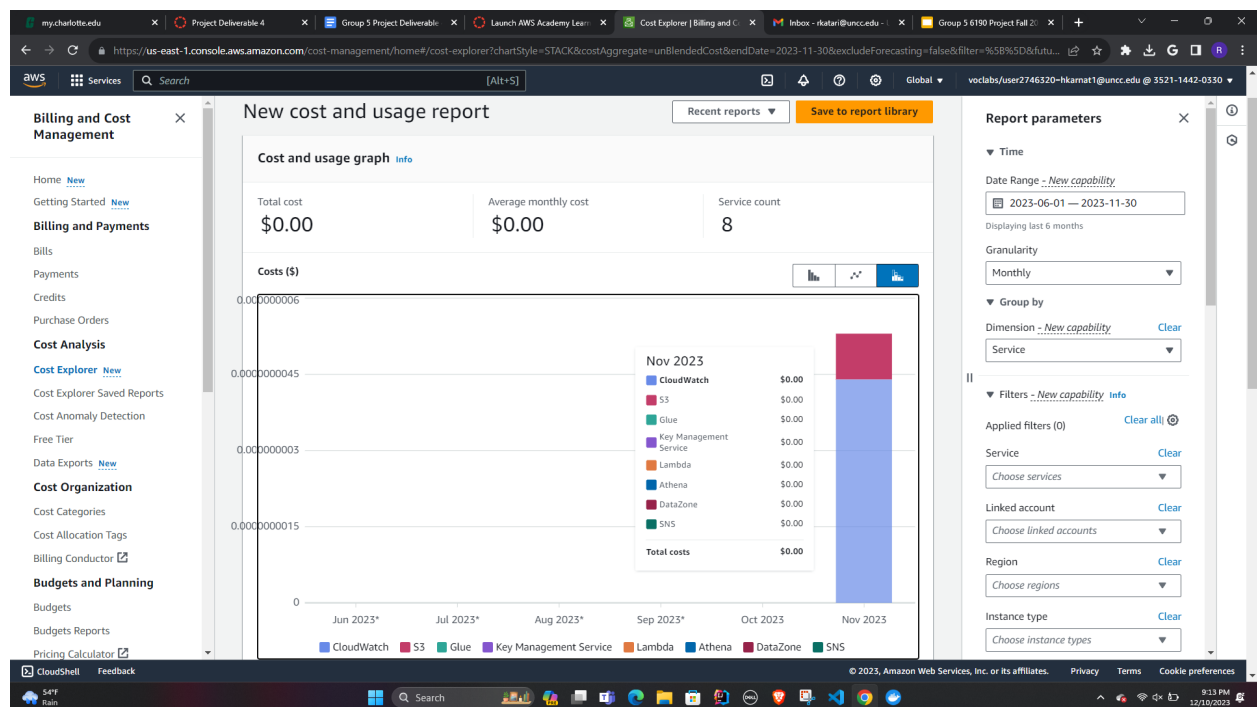 my.charlotte.edu
Project Deliverable 4
Group 5 Project Deliverable
Launch AWS Academy Learn
Cost Explorer | Billing and Co
Inbox - rkatari@uncc.edu -
Group 5 6190 Project Fall 20
https://us-east-1.console.aws.amazon.com/cost-management/home#/cost-explorer?chartStyle=STACK&costAggregate=unBlendedCost&endDate=2023-11-30&excludeForecasting=false&filter=%5B%5D&futu...
R
aws
Services
Search
[Alt+S]
Global
voclabs/user2746320=hkarnat1@uncc.edu @ 3521-1442-0330
Billing and Cost
Management
Home New
Getting Started New
Billing and Payments
Bills
Payments
Credits
Purchase Orders
Cost Analysis
Cost Explorer New
Cost Explorer Saved Reports
Cost Anomaly Detection
Free Tier
Data Exports New
Cost Organization
Cost Categories
Cost Allocation Tags
Billing Conductor
Budgets and Planning
Budgets
Budgets Reports
Pricing Calculator
New cost and usage report
Recent reports
Save to report library
Cost and usage graph Info
Total cost
$0.00
Average monthly cost
$0.00
Service count
8
Costs ($)
0.000000006
0.0000000045
0.000000003
0.0000000015
0
Nov 2023
CloudWatch $0.00
S3 $0.00
Glue $0.00
Key Management
Service $0.00
Lambda $0.00
Athena $0.00
DataZone $0.00
SNS $0.00
Total costs $0.00
Jun 2023* Jul 2023* Aug 2023* Sep 2023* Oct 2023 Nov 2023
CloudWatch S3 Glue Key Management Service Lambda Athena DataZone SNS
Report parameters
Time
Date Range - New capability
2023-06-01 — 2023-11-30
Displaying last 6 months
Granularity
Monthly
Group by
Dimension - New capability Clear
Service
Filters - New capability Info
Applied filters (0) Clear all
Service Clear
Choose services
Linked account Clear
Choose linked accounts
Region Clear
Choose regions
Instance type Clear
Choose instance types
CloudShell Feedback
© 2023, Amazon Web Services, Inc. or its affiliates. Privacy Terms Cookie preferences
54°F
Rain
Search
9:13 PM
12/10/2023